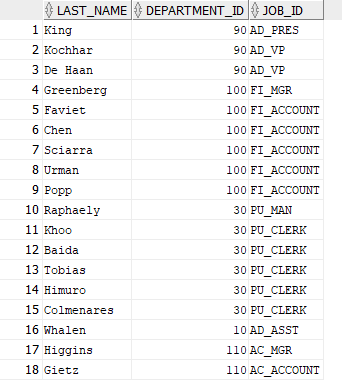 LAST_NAME DEPARTMENT_ID JOB_ID
1 King 90 AD_PRES
2 Kochhar 90 AD_VP
3 De Haan 90 AD_VP
4 Greenberg 100 FI_MGR
5 Faviet 100 FI_ACCOUNT
6 Chen 100 FI_ACCOUNT
7 Sciarra 100 FI_ACCOUNT
8 Urman 100 FI_ACCOUNT
9 Popp 100 FI_ACCOUNT
10 Raphaely 30 PU_MAN
11 Khoo 30 PU_CLERK
12 Baida 30 PU_CLERK
13 Tobias 30 PU_CLERK
14 Himuro 30 PU_CLERK
15 Colmenares 30 PU_CLERK
16 Whalen 10 AD_ASST
17 Higgins 110 AC_MGR
18 Gietz 110 AC_ACCOUNT